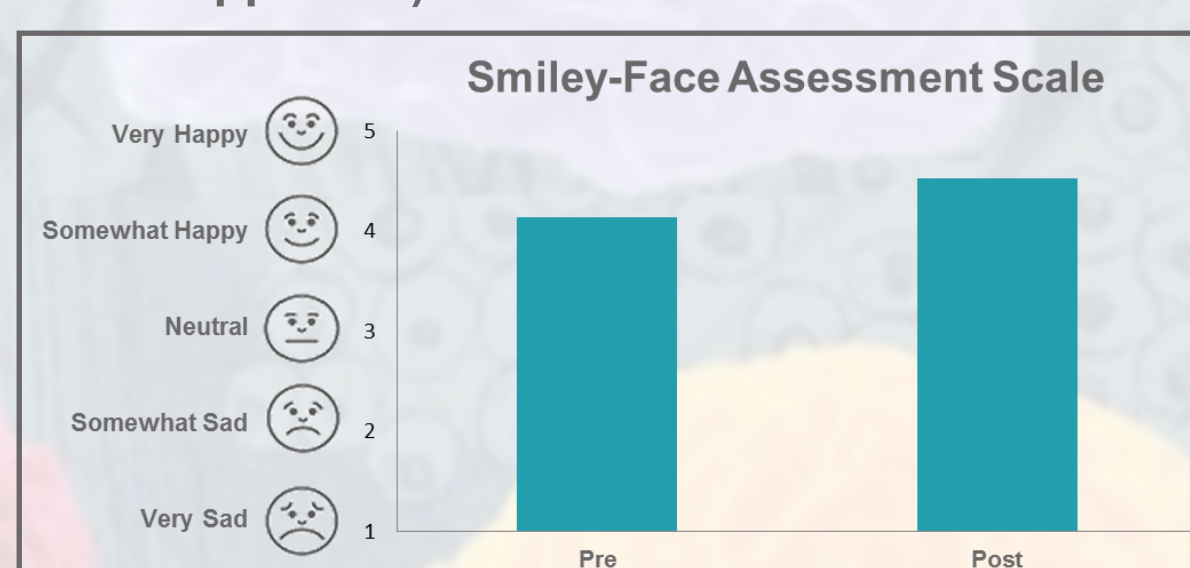 Smiley-Face Assessment Scale
Very Happy 5
Somewhat Happy 4
Neutral 3
Somewhat Sad 2
Very Sad 1
Pre Post